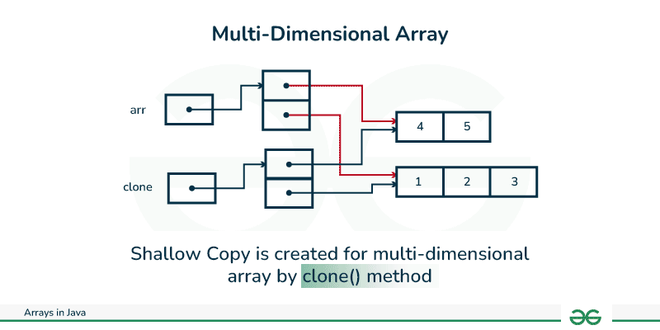 Multi-Dimensional Array
arr
4 5
clone
1 2 3
Shallow Copy is created for multi-dimensional
array by clone() method
Arrays in Java